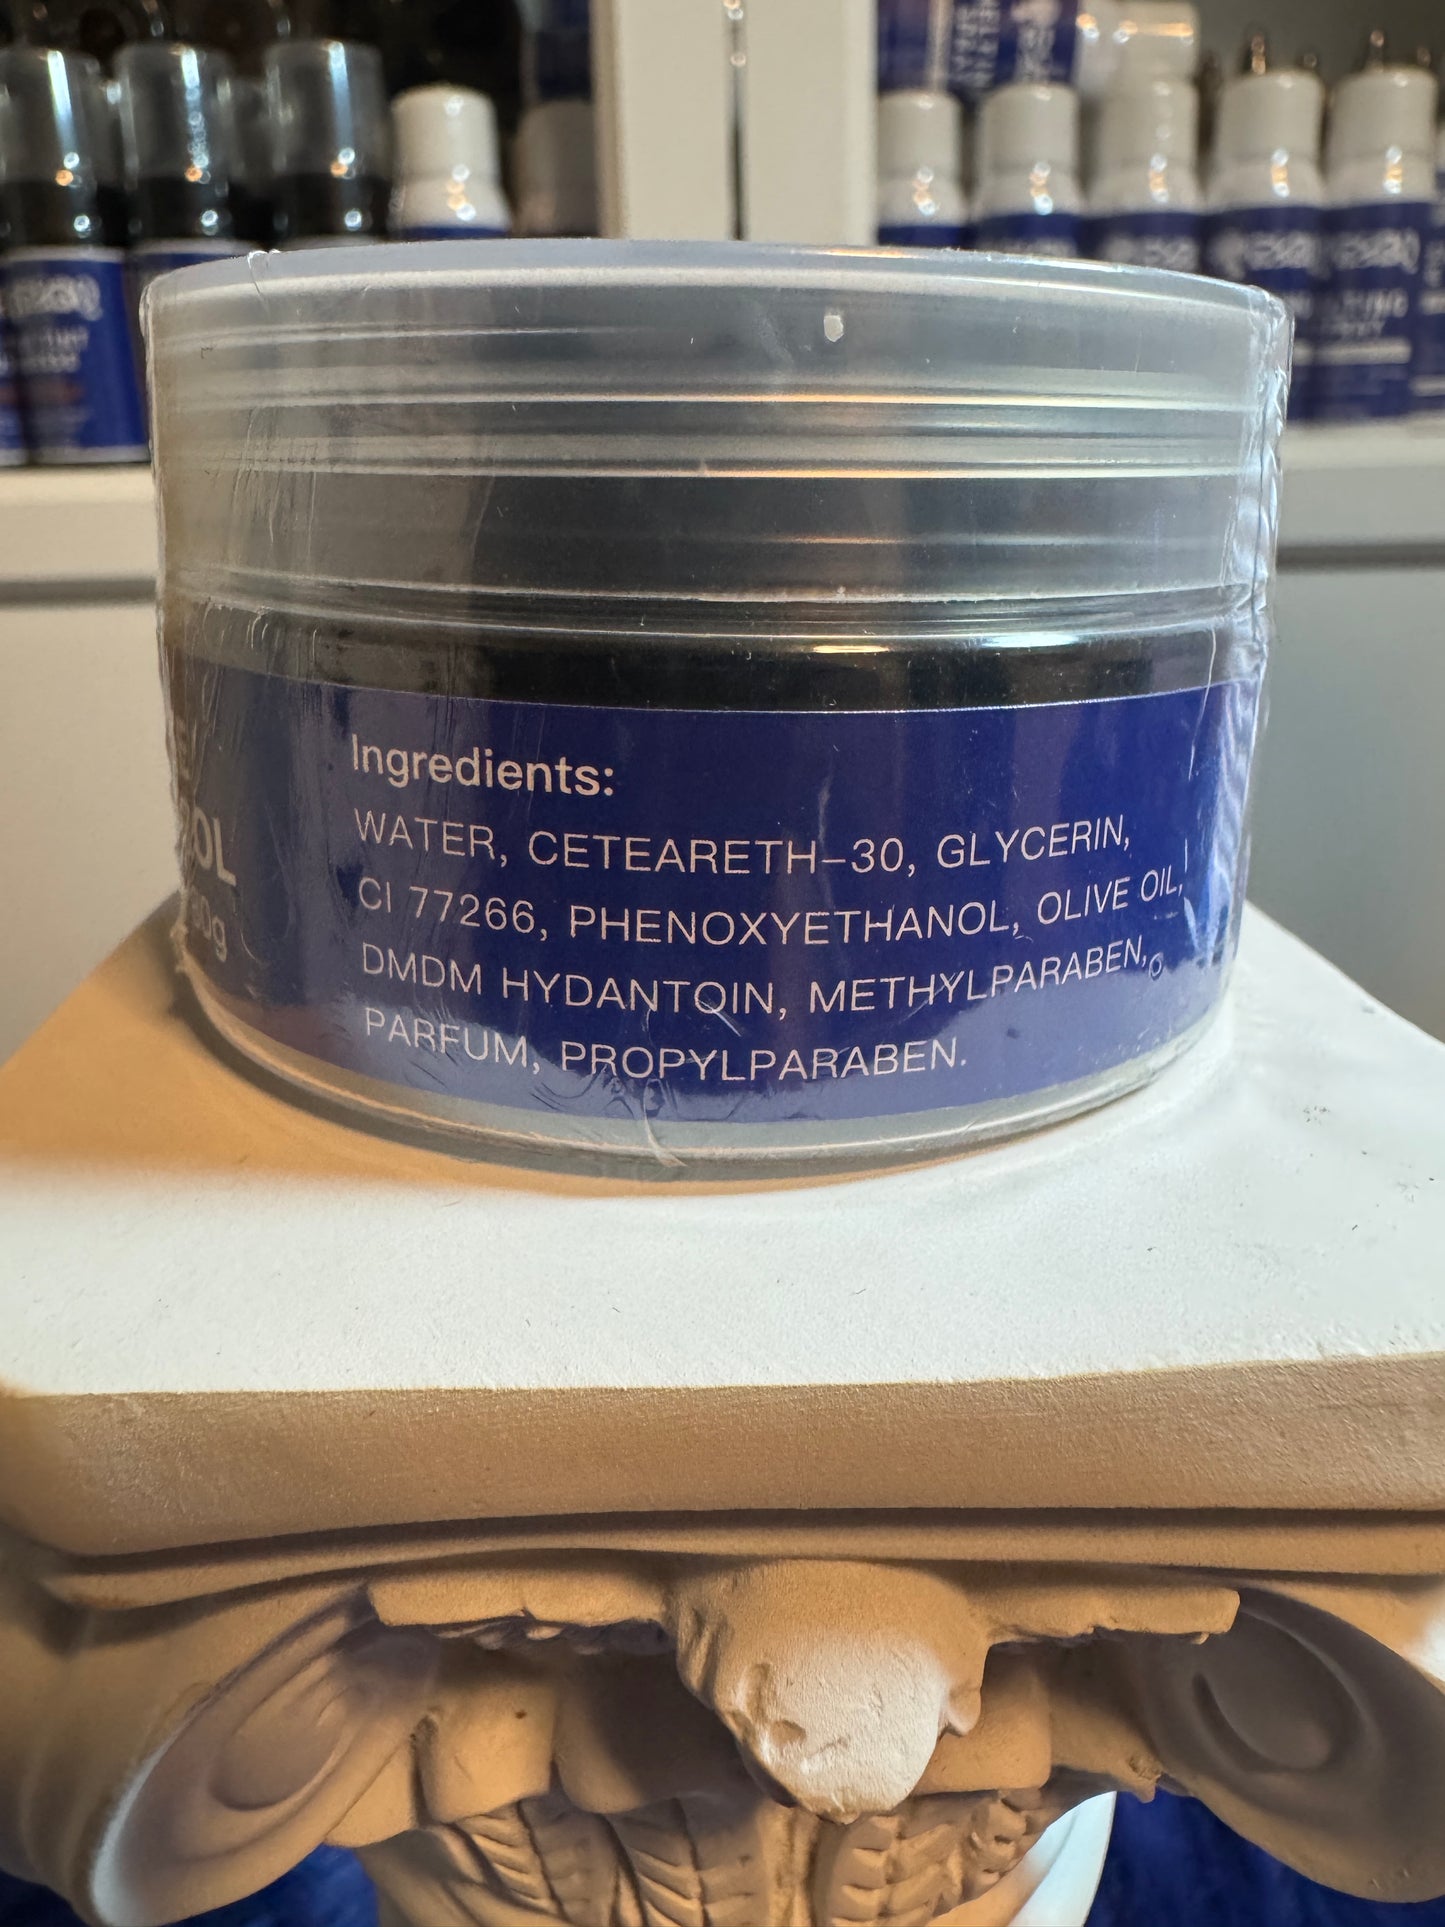 Ingredients:
WATER, CETEARETH-30, GLYCERIN,
CI 77266, PHENOXYETHANOL, OLIVE OIL,
DMDM HYDANTOIN, METHYLPARABEN,
PARFUM, PROPYLPARABEN.